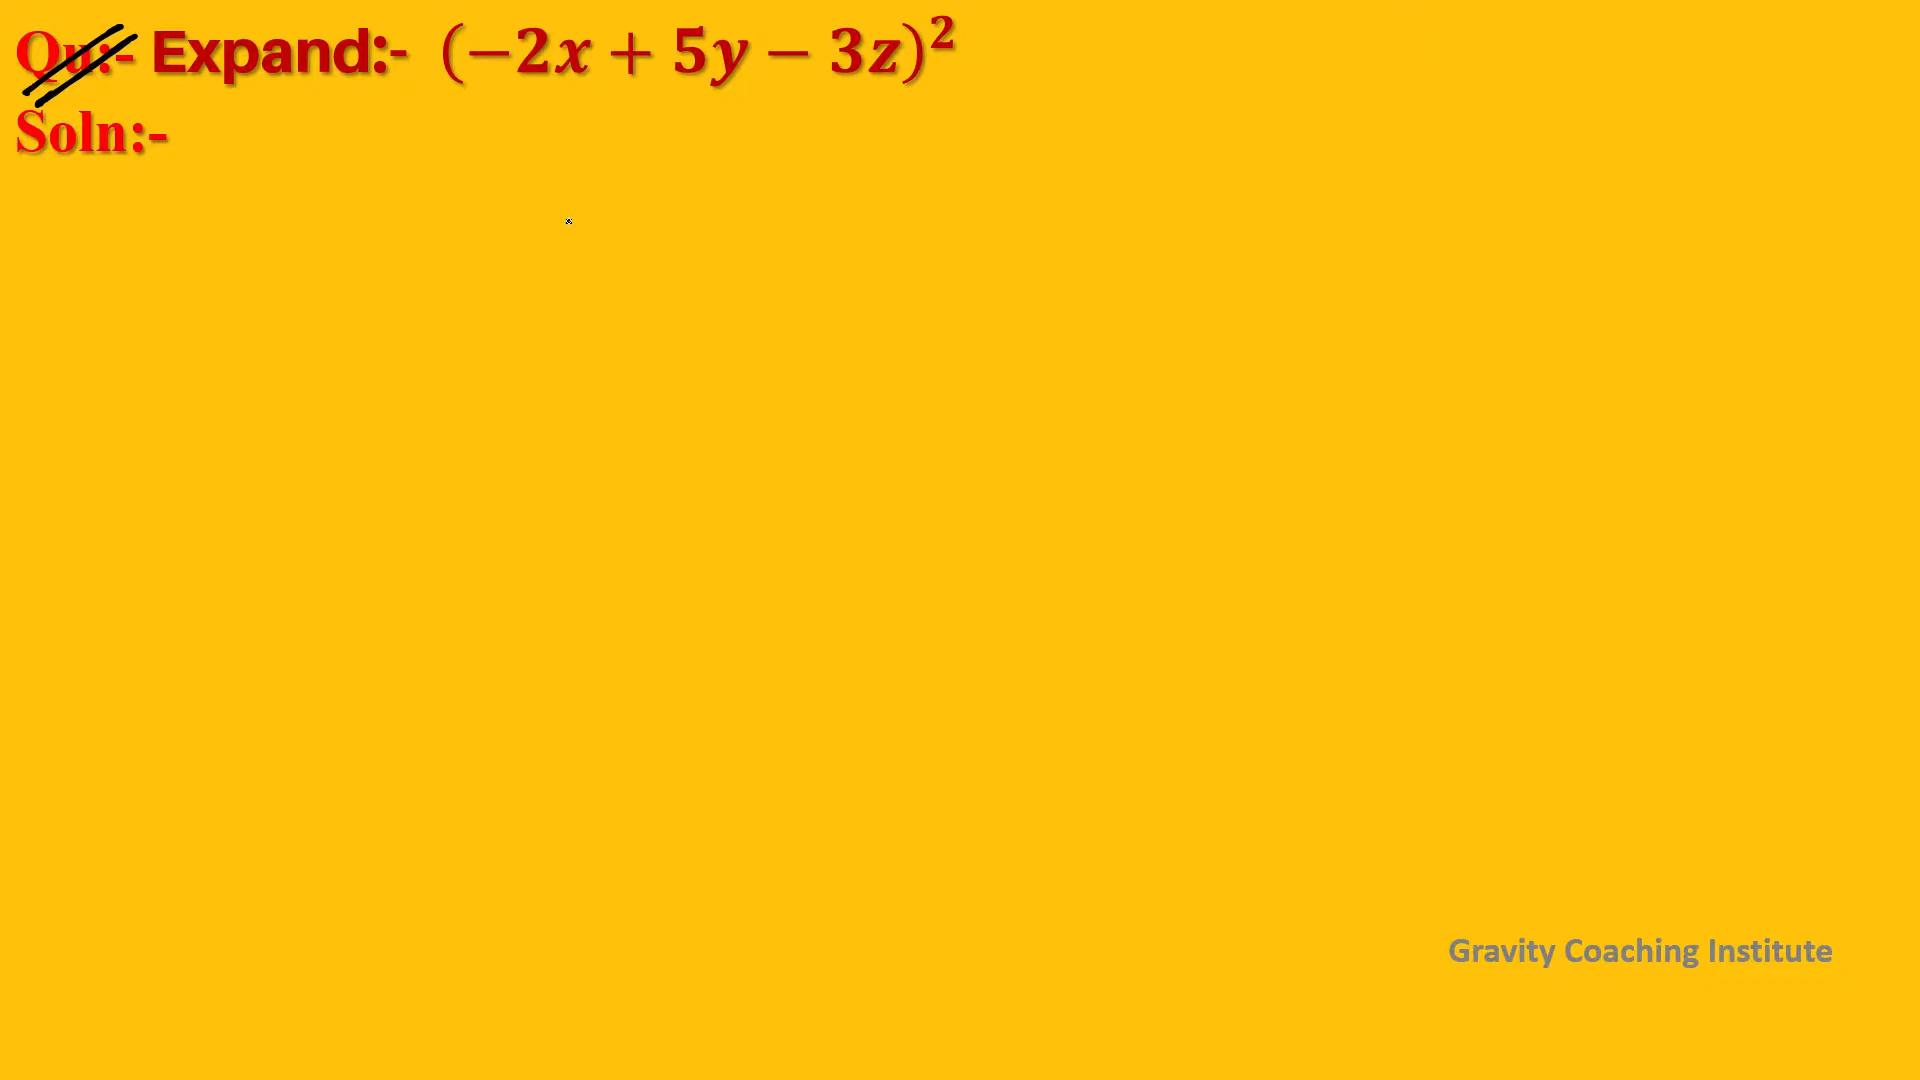 Qu:- Expand:- (−2x + 5y − 3z)²
Soln:-
Gravity Coaching Institute